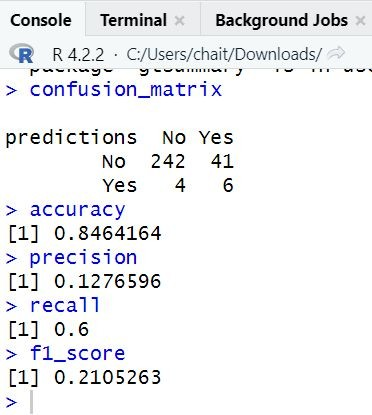 Console Terminal × Background Jobs ×
R R 4.2.2 · C:/Users/chait/Downloads/
> confusion_matrix
predictions No Yes
No 242 41
Yes 4 6
> accuracy
[1] 0.8464164
> precision
[1] 0.1276596
> recall
[1] 0.6
> f1_score
[1] 0.2105263
>